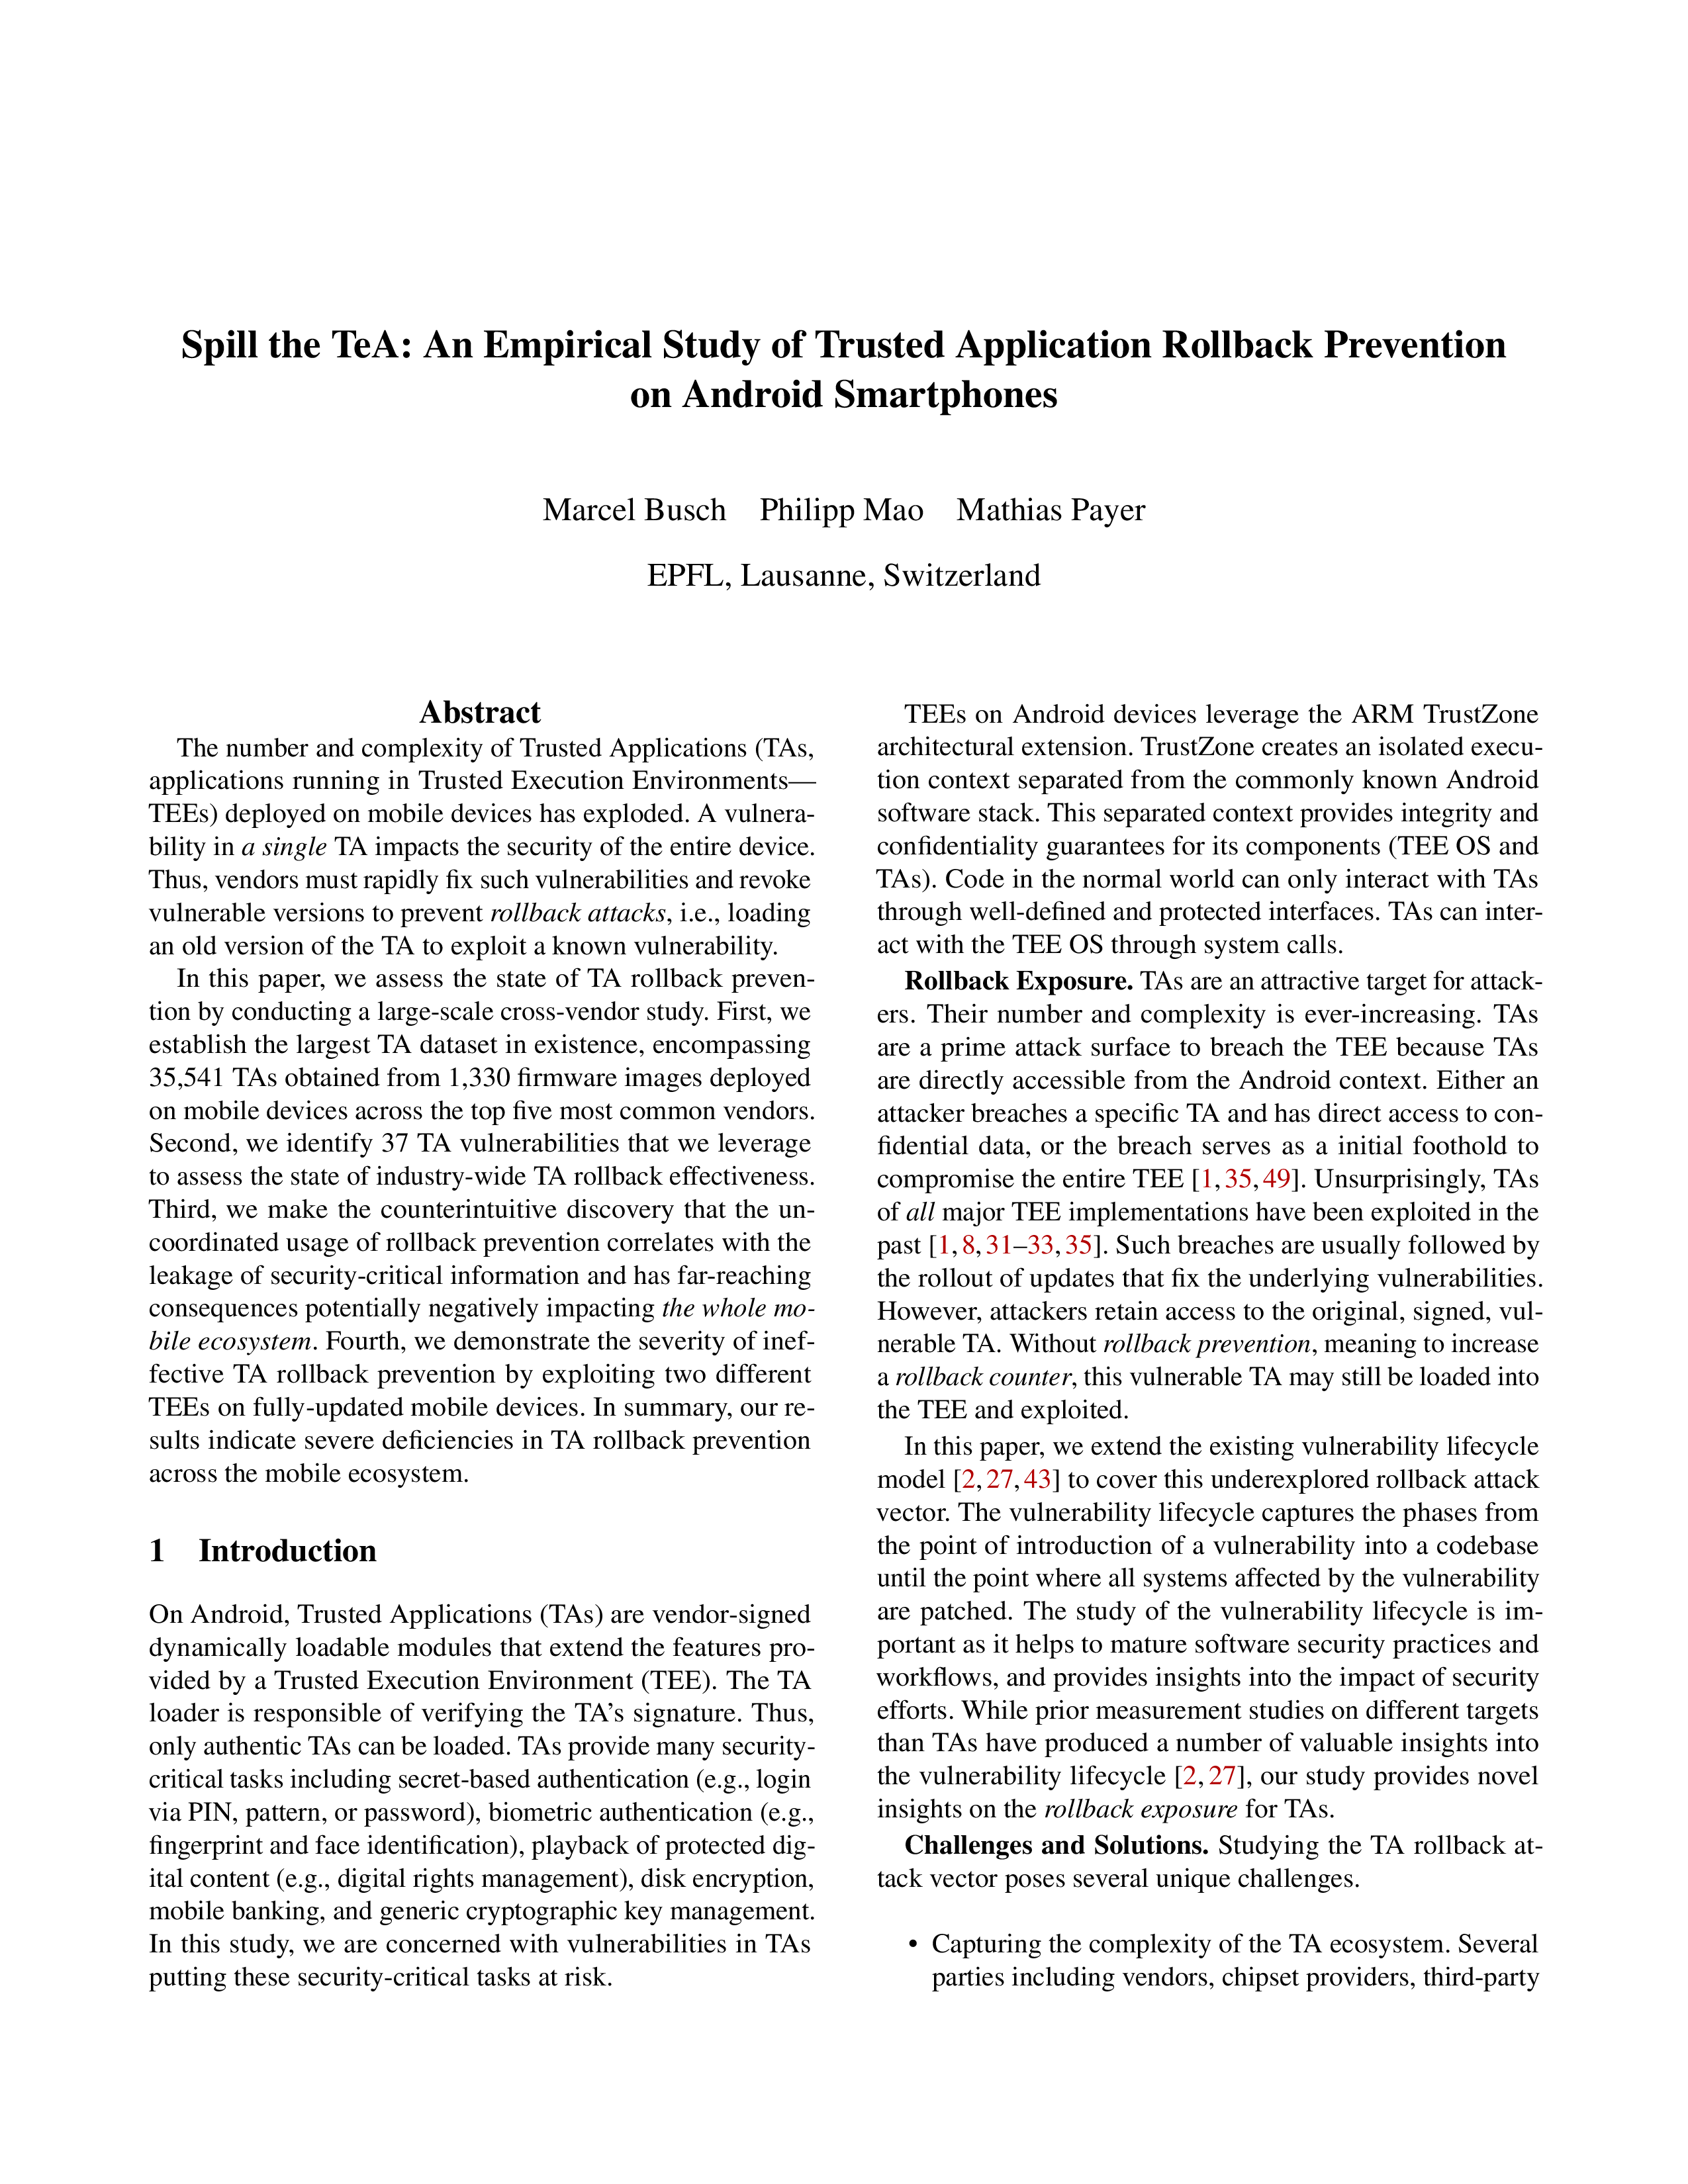 Spill the TeA: An Empirical Study of Trusted Application Rollback Prevention
on Android Smartphones
Marcel Busch Philipp Mao Mathias Payer
EPFL, Lausanne, Switzerland
Abstract
The number and complexity of Trusted Applications (TAs,
applications running in Trusted Execution Environments—
TEEs) deployed on mobile devices has exploded. A vulnera-
bility in a single TA impacts the security of the entire device.
Thus, vendors must rapidly fix such vulnerabilities and revoke
vulnerable versions to prevent rollback attacks, i.e., loading
an old version of the TA to exploit a known vulnerability.
In this paper, we assess the state of TA rollback preven-
tion by conducting a large-scale cross-vendor study. First, we
establish the largest TA dataset in existence, encompassing
35,541 TAs obtained from 1,330 firmware images deployed
on mobile devices across the top five most common vendors.
Second, we identify 37 TA vulnerabilities that we leverage
to assess the state of industry-wide TA rollback effectiveness.
Third, we make the counterintuitive discovery that the un-
coordinated usage of rollback prevention correlates with the
leakage of security-critical information and has far-reaching
consequences potentially negatively impacting the whole mo-
bile ecosystem. Fourth, we demonstrate the severity of inef-
fective TA rollback prevention by exploiting two different
TEEs on fully-updated mobile devices. In summary, our re-
sults indicate severe deficiencies in TA rollback prevention
across the mobile ecosystem.
1 Introduction
On Android, Trusted Applications (TAs) are vendor-signed
dynamically loadable modules that extend the features pro-
vided by a Trusted Execution Environment (TEE). The TA
loader is responsible of verifying the TA's signature. Thus,
only authentic TAs can be loaded. TAs provide many security-
critical tasks including secret-based authentication (e.g., login
via PIN, pattern, or password), biometric authentication (e.g.,
fingerprint and face identification), playback of protected dig-
ital content (e.g., digital rights management), disk encryption,
mobile banking, and generic cryptographic key management.
In this study, we are concerned with vulnerabilities in TAs
putting these security-critical tasks at risk.
TEEs on Android devices leverage the ARM TrustZone
architectural extension. TrustZone creates an isolated execu-
tion context separated from the commonly known Android
software stack. This separated context provides integrity and
confidentiality guarantees for its components (TEE OS and
TAs). Code in the normal world can only interact with TAs
through well-defined and protected interfaces. TAs can inter-
act with the TEE OS through system calls.
Rollback Exposure. TAs are an attractive target for attack-
ers. Their number and complexity is ever-increasing. TAs
are a prime attack surface to breach the TEE because TAs
are directly accessible from the Android context. Either an
attacker breaches a specific TA and has direct access to con-
fidential data, or the breach serves as a initial foothold to
compromise the entire TEE [1, 35, 49]. Unsurprisingly, TAs
of all major TEE implementations have been exploited in the
past [1, 8, 31–33, 35]. Such breaches are usually followed by
the rollout of updates that fix the underlying vulnerabilities.
However, attackers retain access to the original, signed, vul-
nerable TA. Without rollback prevention, meaning to increase
a rollback counter, this vulnerable TA may still be loaded into
the TEE and exploited.
In this paper, we extend the existing vulnerability lifecycle
model [2, 27, 43] to cover this underexplored rollback attack
vector. The vulnerability lifecycle captures the phases from
the point of introduction of a vulnerability into a codebase
until the point where all systems affected by the vulnerability
are patched. The study of the vulnerability lifecycle is im-
portant as it helps to mature software security practices and
workflows, and provides insights into the impact of security
efforts. While prior measurement studies on different targets
than TAs have produced a number of valuable insights into
the vulnerability lifecycle [2, 27], our study provides novel
insights on the rollback exposure for TAs.
Challenges and Solutions. Studying the TA rollback at-
tack vector poses several unique challenges.
• Capturing the complexity of the TA ecosystem. Several
parties including vendors, chipset providers, third-party